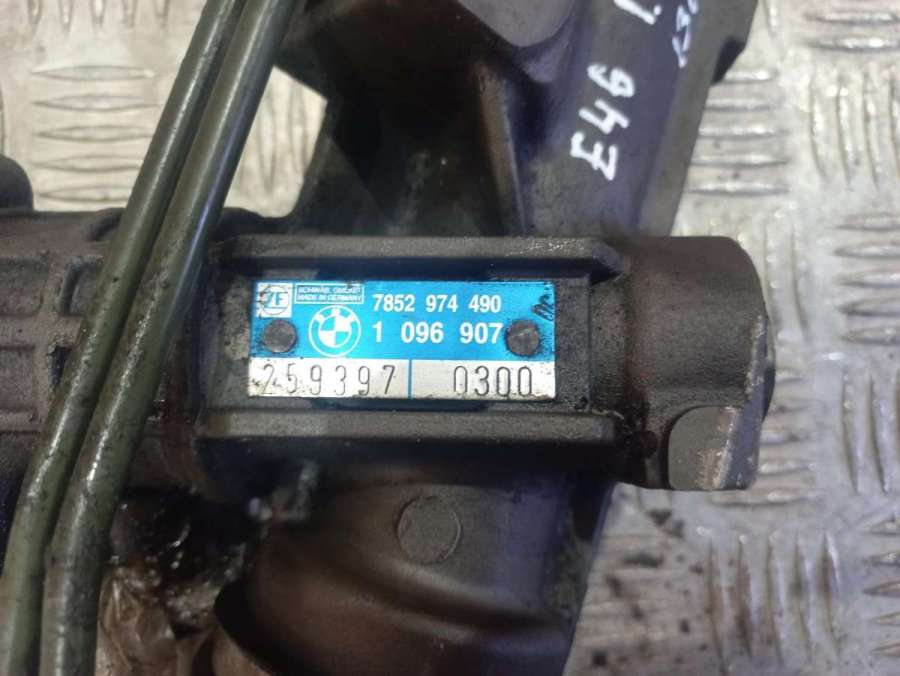 E46
ZF
SCHWÄB. GMÜND
MADE IN GERMANY
7852 974 490
1 096 907
259397 0300